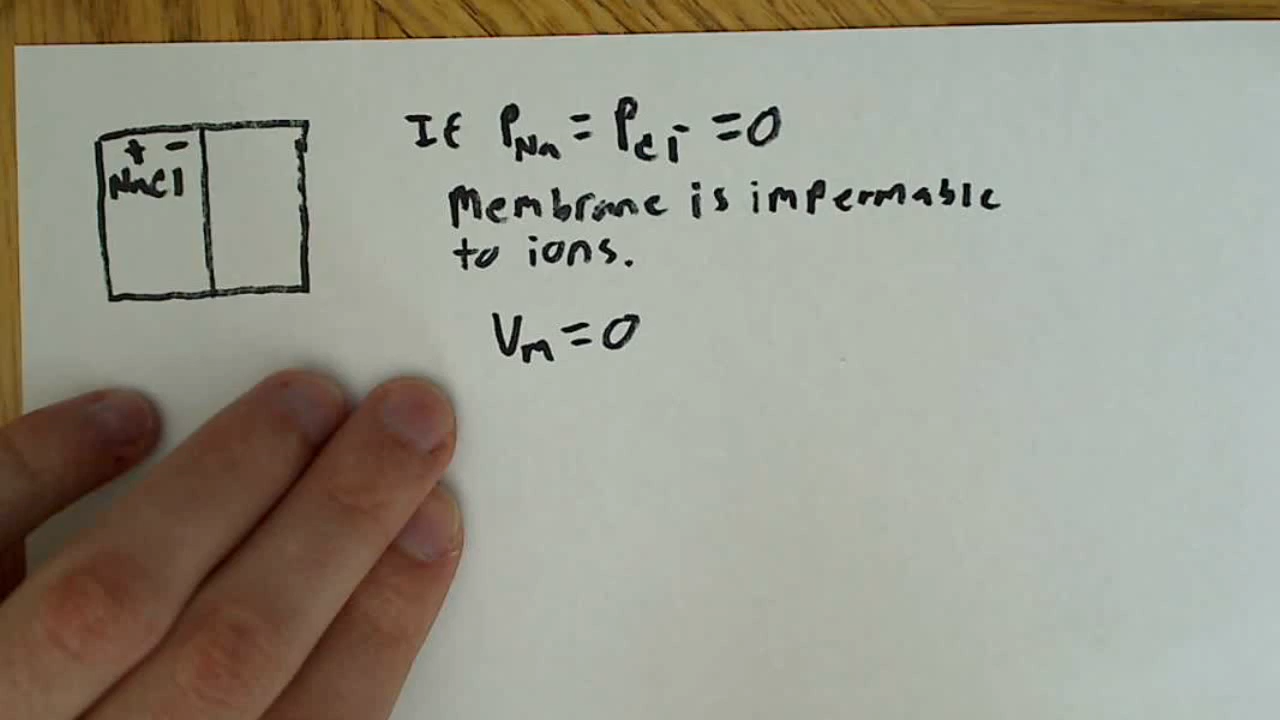 + -
NaCl
If PNa = PCl- = 0
Membrane is impermable
to ions.
Vm = 0